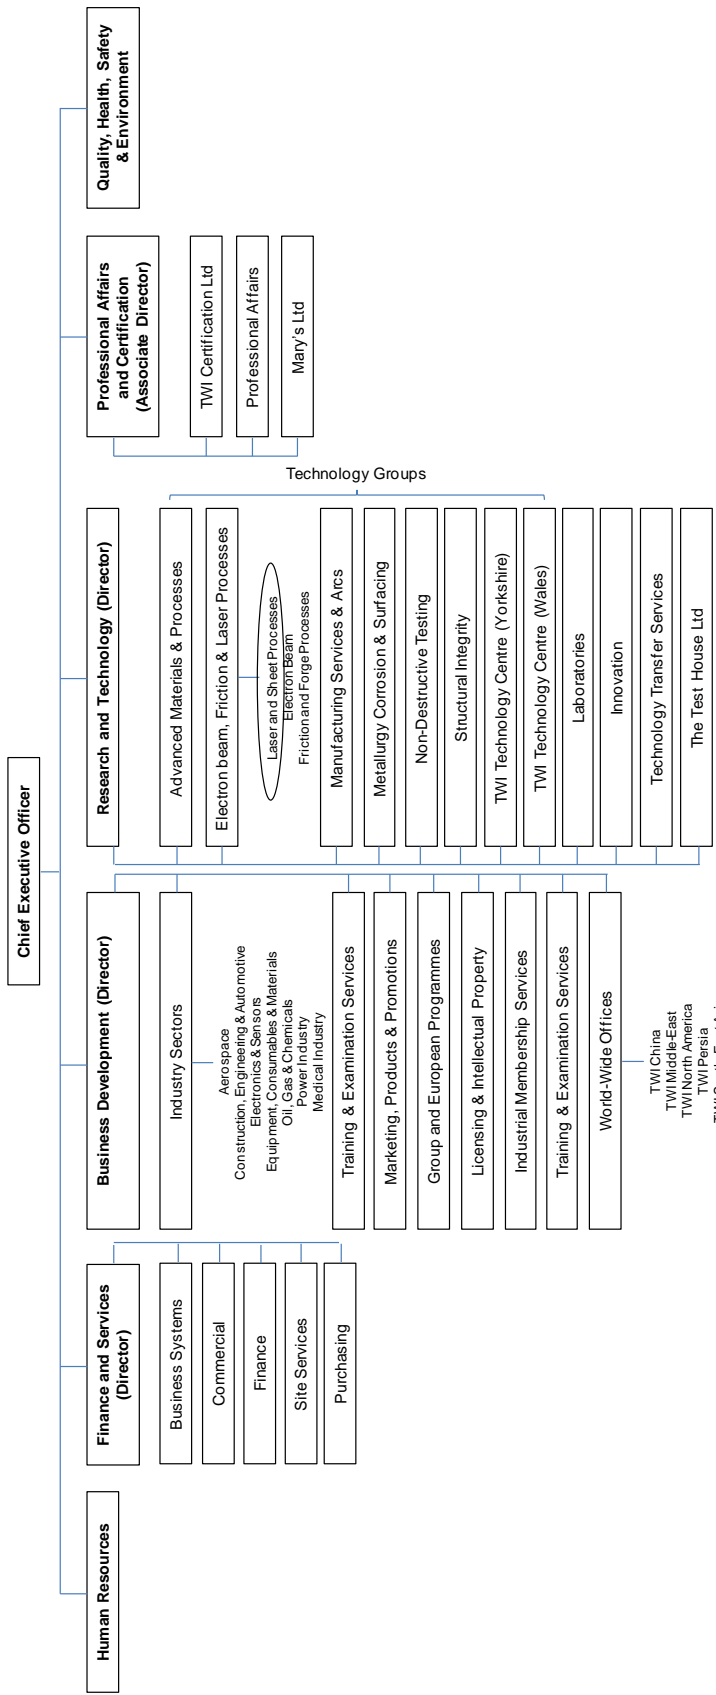 Chief Executive Officer
Human Resources
Finance and Services
(Director)
Business Systems
Commercial
Finance
Site Services
Purchasing
Business Development (Director)
Industry Sectors
Aerospace
Construction, Engineering & Automotive
Electronics & Sensors
Equipment, Consumables & Materials
Oil, Gas & Chemicals
Power Industry
Medical Industry
Training & Examination Services
Marketing, Products & Promotions
Group and European Programmes
Licensing & Intellectual Property
Industrial Membership Services
Training & Examination Services
World-Wide Offices
TWI China
TWI Middle-East
TWI North America
TWI Persia
Research and Technology (Director)
Advanced Materials & Processes
Electron beam, Friction & Laser Processes
Laser and Sheet Processes
Electron Beam
Friction and Forge Processes
Manufacturing Services & Arcs
Metallurgy Corrosion & Surfacing
Non-Destructive Testing
Structural Integrity
TWI Technology Centre (Yorkshire)
TWI Technology Centre (Wales)
Laboratories
Innovation
Technology Transfer Services
The Test House Ltd
Technology Groups
Professional Affairs
and Certification
(Associate Director)
TWI Certification Ltd
Professional Affairs
Mary's Ltd
Quality, Health, Safety
& Environment